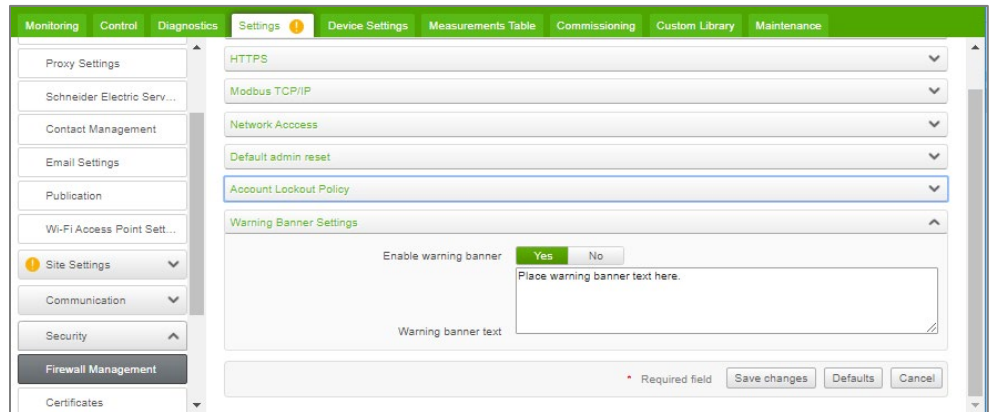 Monitoring Control Diagnostics Settings Device Settings Measurements Table Commissioning Custom Library Maintenance
Proxy Settings
Schneider Electric Serv...
Contact Management
Email Settings
Publication
Wi-Fi Access Point Sett...
Site Settings
Communication
Security
Firewall Management
Certificates
HTTPS
Modbus TCP/IP
Network Acccess
Default admin reset
Account Lockout Policy
Warning Banner Settings
Enable warning banner Yes No
Place warning banner text here.
Warning banner text
* Required field Save changes Defaults Cancel